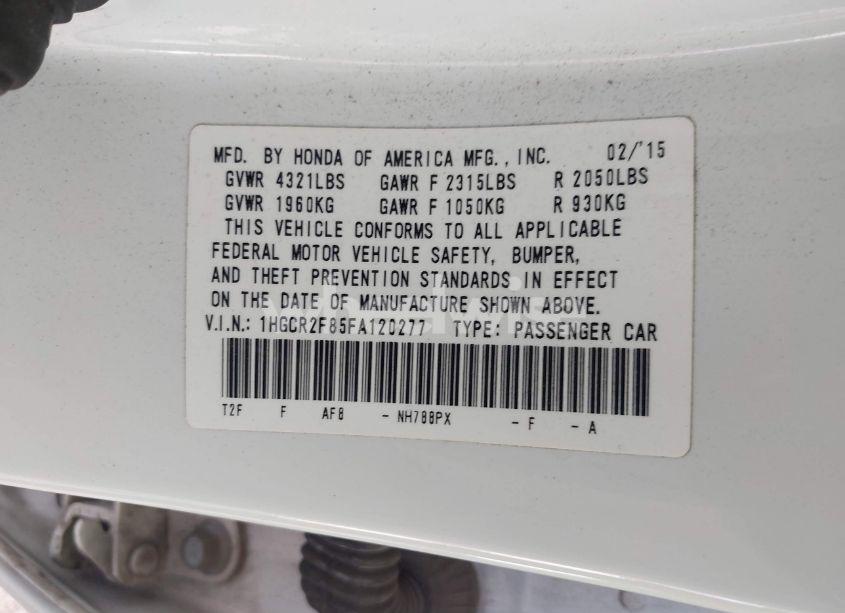 MFD. BY HONDA OF AMERICA MFG., INC. 02/'15
GVWR 4321LBS GAWR F 2315LBS R 2050LBS
GVWR 1960KG GAWR F 1050KG R 930KG
THIS VEHICLE CONFORMS TO ALL APPLICABLE
FEDERAL MOTOR VEHICLE SAFETY, BUMPER,
AND THEFT PREVENTION STANDARDS IN EFFECT
ON THE DATE OF MANUFACTURE SHOWN ABOVE.
V.I.N.: 1HGCR2F85FA120277 TYPE: PASSENGER CAR
T2F F AF8 - NH788PX - F - A